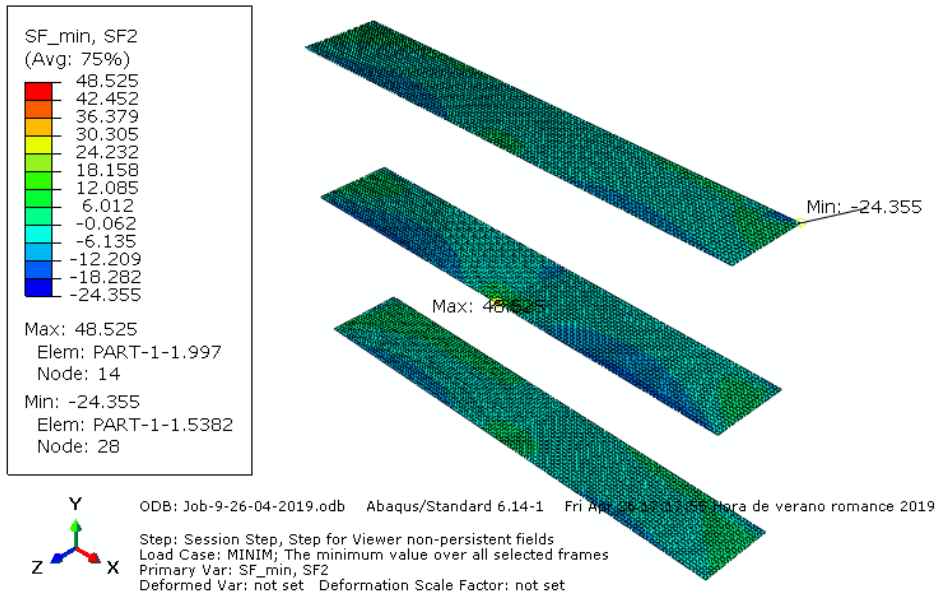 SF_min, SF2
(Avg: 75%)
48.525
42.452
36.379
30.305
24.232
18.158
12.085
6.012
-0.062
-6.135
-12.209
-18.282
-24.355
Max: 48.525
Elem: PART-1-1.997
Node: 14
Min: -24.355
Elem: PART-1-1.5382
Node: 28
Min: -24.355
Max: 48.525
Y
Z X
ODB: Job-9-26-04-2019.odb Abaqus/Standard 6.14-1 Fri Apr 26 Hora de verano romance 2019
Step: Session Step, Step for Viewer non-persistent fields
Load Case: MINIM; The minimum value over all selected frames
Primary Var: SF_min, SF2
Deformed Var: not set Deformation Scale Factor: not set